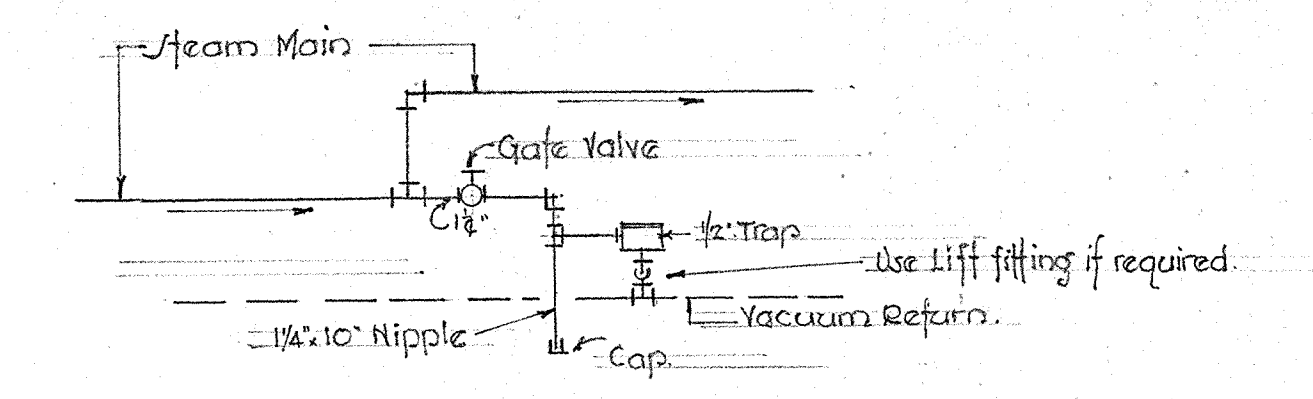 Steam Main
Gate Valve
1¼"
½" Trap
Use Lift fitting if required.
Vacuum Return.
1¼"x10" Nipple
Cap.